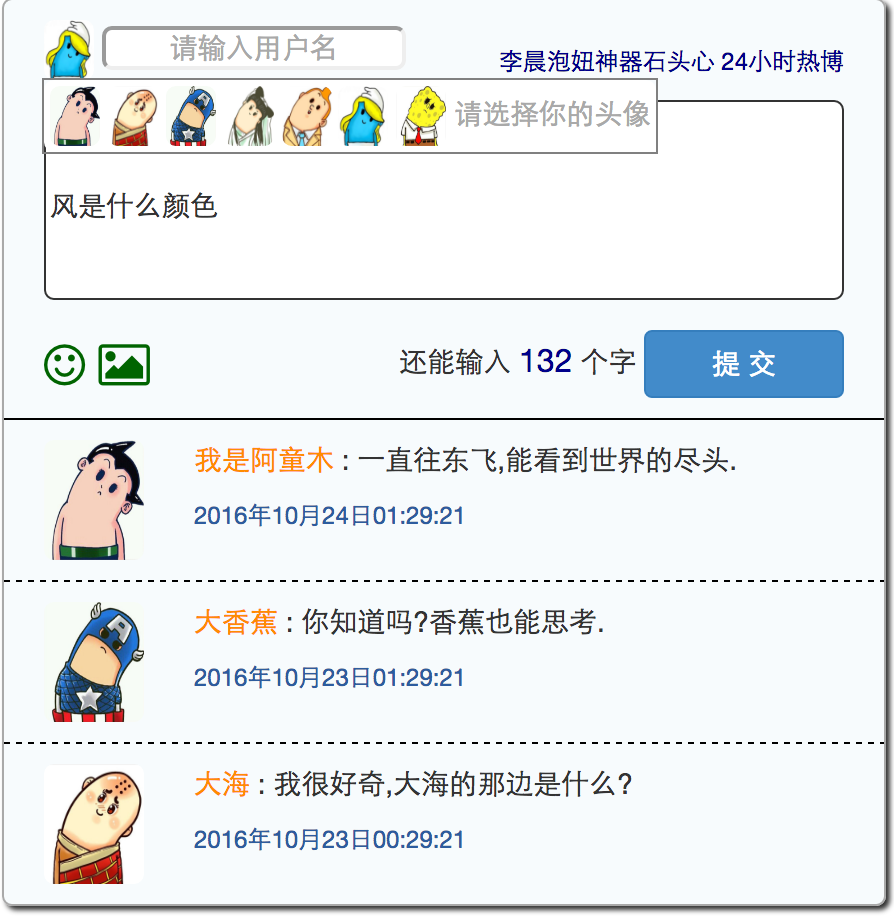 请输入用户名
李晨泡妞神器石头心 24小时热博
请选择你的头像
风是什么颜色
还能输入 132 个字
提 交
我是阿童木 : 一直往东飞,能看到世界的尽头.
2016年10月24日01:29:21
大香蕉 : 你知道吗?香蕉也能思考.
2016年10月23日01:29:21
大海 : 我很好奇,大海的那边是什么?
2016年10月23日00:29:21